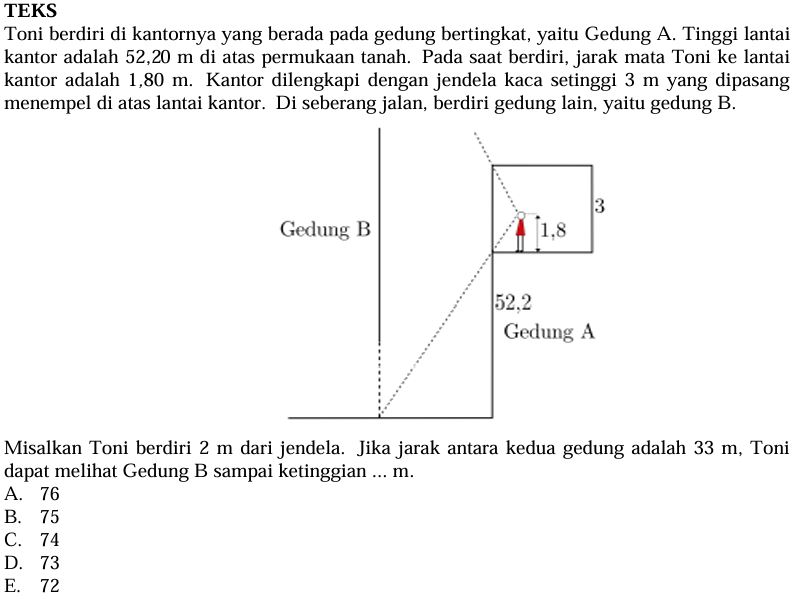 TEKS
Toni berdiri di kantornya yang berada pada gedung bertingkat, yaitu Gedung A. Tinggi lantai
kantor adalah 52,20 m di atas permukaan tanah. Pada saat berdiri, jarak mata Toni ke lantai
kantor adalah 1,80 m. Kantor dilengkapi dengan jendela kaca setinggi 3 m yang dipasang
menempel di atas lantai kantor. Di seberang jalan, berdiri gedung lain, yaitu gedung B.
3
Gedung B
1,8
52,2
Gedung A
Misalkan Toni berdiri 2 m dari jendela. Jika jarak antara kedua gedung adalah 33 m, Toni
dapat melihat Gedung B sampai ketinggian ... m.
A. 76
B. 75
C. 74
D. 73
E. 72